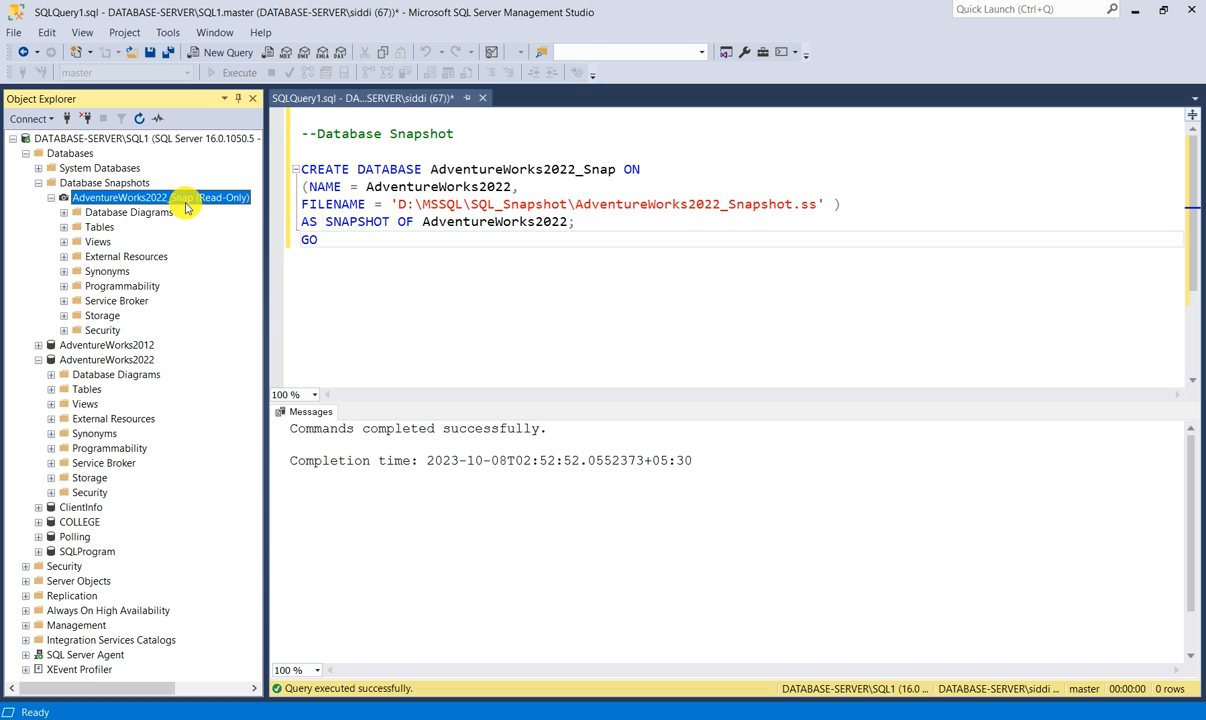 SQLQuery1.sql - DATABASE-SERVER\SQL1.master (DATABASE-SERVER\siddi (67))* - Microsoft SQL Server Management Studio
Quick Launch (Ctrl+Q)
File Edit View Project Tools Window Help
New Query
MDX DMX XMLA DAX
master
Execute
Object Explorer
SQLQuery1.sql - DA...SERVER\siddi (67))*
Connect
DATABASE-SERVER\SQL1 (SQL Server 16.0.1050.5 -
Databases
System Databases
Database Snapshots
AdventureWorks2022_Snap (Read-Only)
Database Diagrams
Tables
Views
External Resources
Synonyms
Programmability
Service Broker
Storage
Security
AdventureWorks2012
AdventureWorks2022
Database Diagrams
Tables
Views
External Resources
Synonyms
Programmability
Service Broker
Storage
Security
ClientInfo
COLLEGE
Polling
SQLProgram
Security
Server Objects
Replication
Always On High Availability
Management
Integration Services Catalogs
SQL Server Agent
XEvent Profiler
--Database Snapshot
CREATE DATABASE AdventureWorks2022_Snap ON
(NAME = AdventureWorks2022,
FILENAME = 'D:\MSSQL\SQL_Snapshot\AdventureWorks2022_Snapshot.ss' )
AS SNAPSHOT OF AdventureWorks2022;
GO
100 %
Messages
Commands completed successfully.
Completion time: 2023-10-08T02:52:52.0552373+05:30
100 %
Query executed successfully.
DATABASE-SERVER\SQL1 (16.0 ... DATABASE-SERVER\siddi ... master 00:00:00 0 rows
Ready